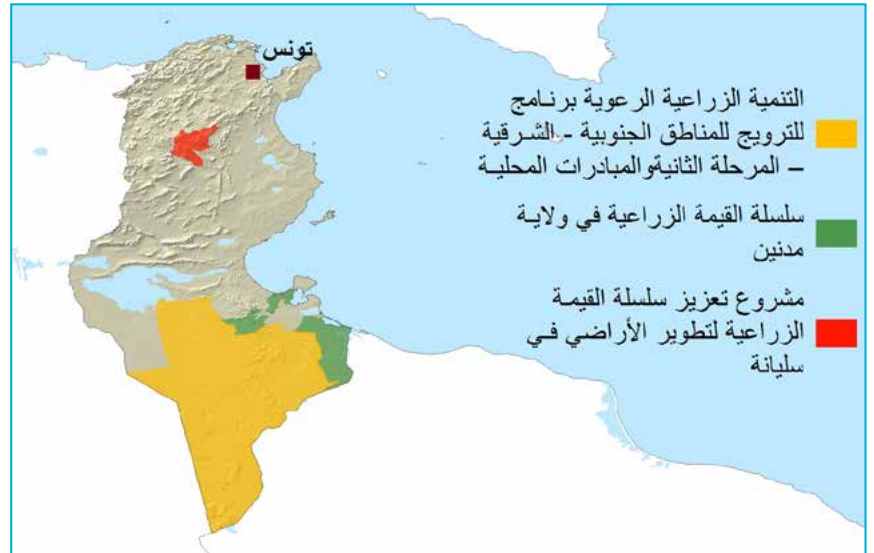 تونس
التنمية الزراعية الرعوية برنامج
للترويج للمناطق الجنوبية - الشرقية
– المرحلة الثانيةوالمبادرات المحلية
سلسلة القيمة الزراعية في ولاية
مدنين
مشروع تعزيز سلسلة القيمة
الزراعية لتطوير الأراضي في
سليانة